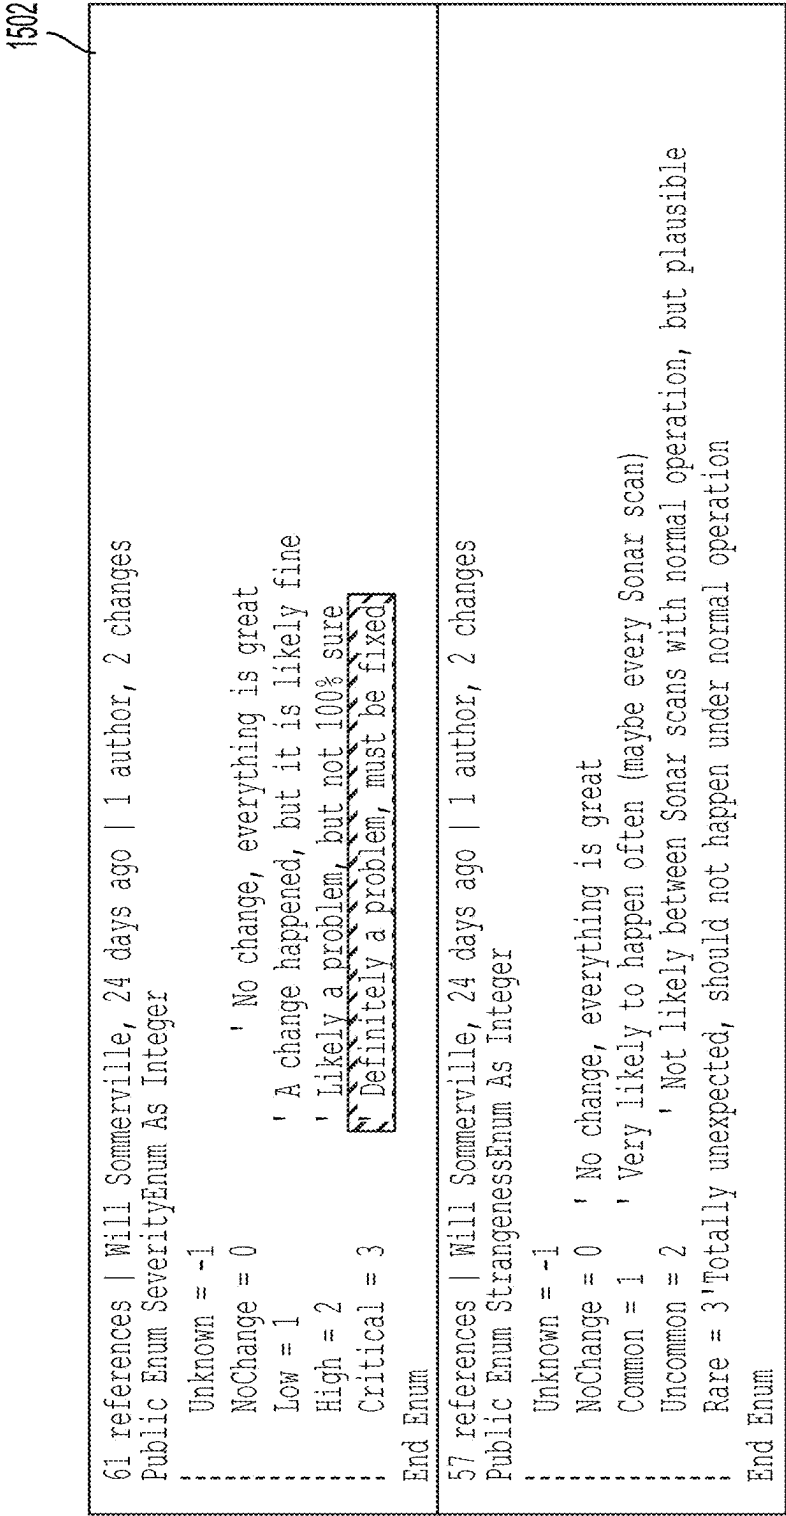 1502
61 references | Will Sommerville, 24 days ago | 1 author, 2 changes
Public Enum SeverityEnum As Integer
Unknown = -1
NoChange = 0 ' No change, everything is great
Low = 1 ' A change happened, but it is likely fine
High = 2 ' Likely a problem, but not 100% sure
Critical = 3 ' Definitely a problem, must be fixed
End Enum
57 references | Will Sommerville, 24 days ago | 1 author, 2 changes
Public Enum StrangenessEnum As Integer
Unknown = -1
NoChange = 0 ' No change, everything is great
Common = 1 ' Very likely to happen often (maybe every Sonar scan)
Uncommon = 2 ' Not likely between Sonar scans with normal operation, but plausible
Rare = 3'Totally unexpected, should not happen under normal operation
End Enum